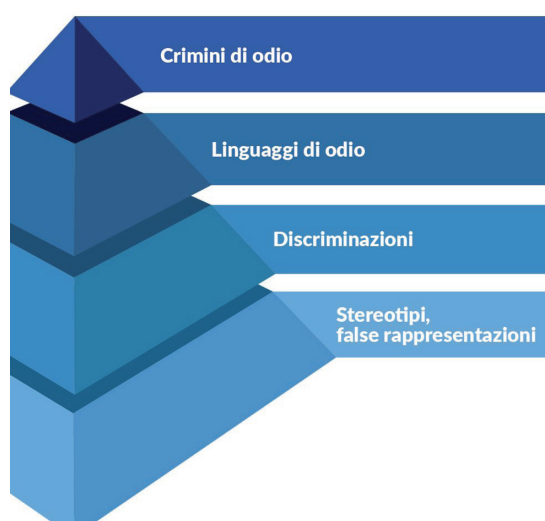 Crimini di odio
Linguaggi di odio
Discriminazioni
Stereotipi,
false rappresentazioni